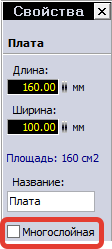 Свойства
Плата
Длина:
160.00 мм
Ширина:
100.00 мм
Площадь: 160 см2
Название:
Плата
Многослойная